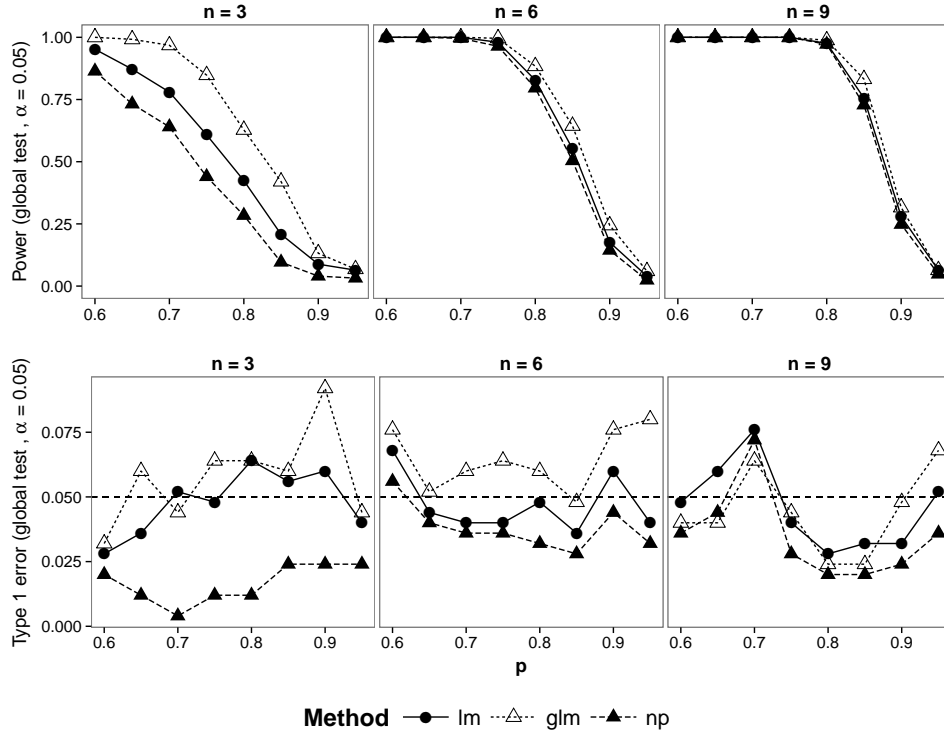 n = 3 n = 6 n = 9
Power (global test , α = 0.05)
1.00
0.75
0.50
0.25
0.00
0.6 0.7 0.8 0.9 0.6 0.7 0.8 0.9 0.6 0.7 0.8 0.9
n = 3 n = 6 n = 9
Type 1 error (global test , α = 0.05)
0.075
0.050
0.025
0.000
0.6 0.7 0.8 0.9 0.6 0.7 0.8 0.9 0.6 0.7 0.8 0.9
p
Method lm glm np